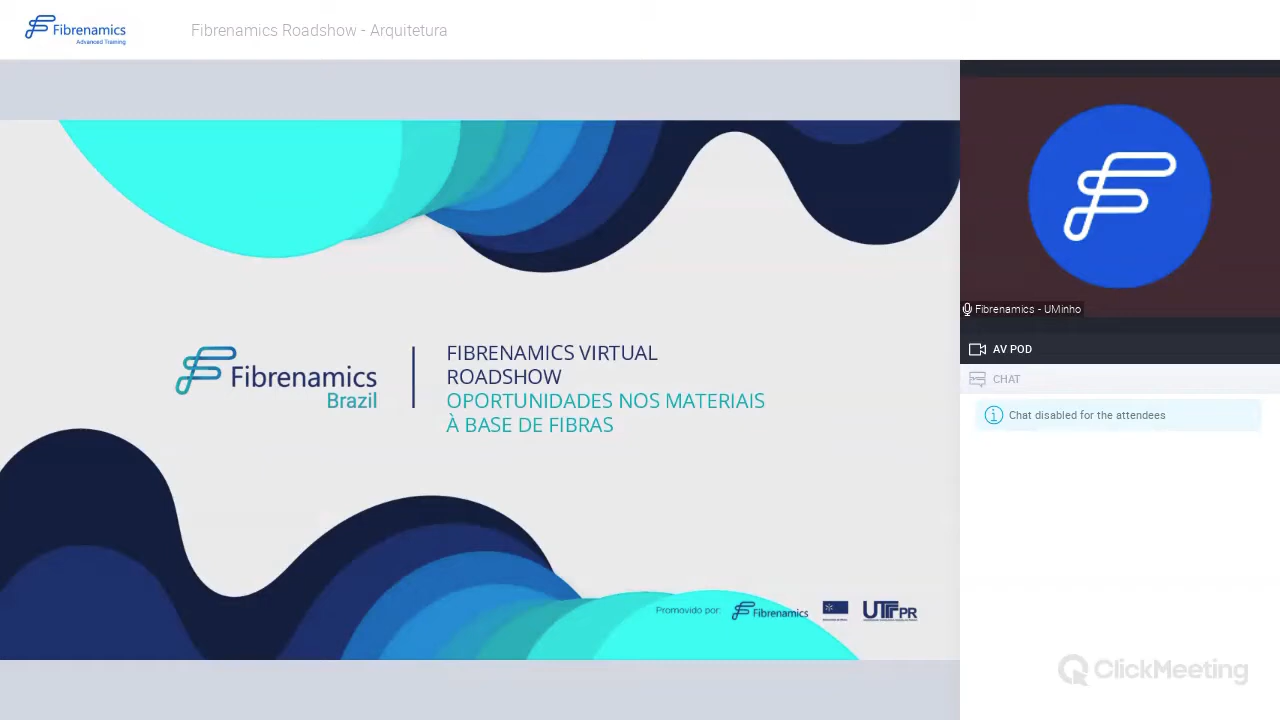 Fibrenamics
Advanced Training
Fibrenamics Roadshow - Arquitetura
Fibrenamics
Brazil
FIBRENAMICS VIRTUAL
ROADSHOW
OPORTUNIDADES NOS MATERIAIS
À BASE DE FIBRAS
Promovido por:
Fibrenamics
UTFPR
Fibrenamics - UMinho
AV POD
CHAT
Chat disabled for the attendees
ClickMeeting